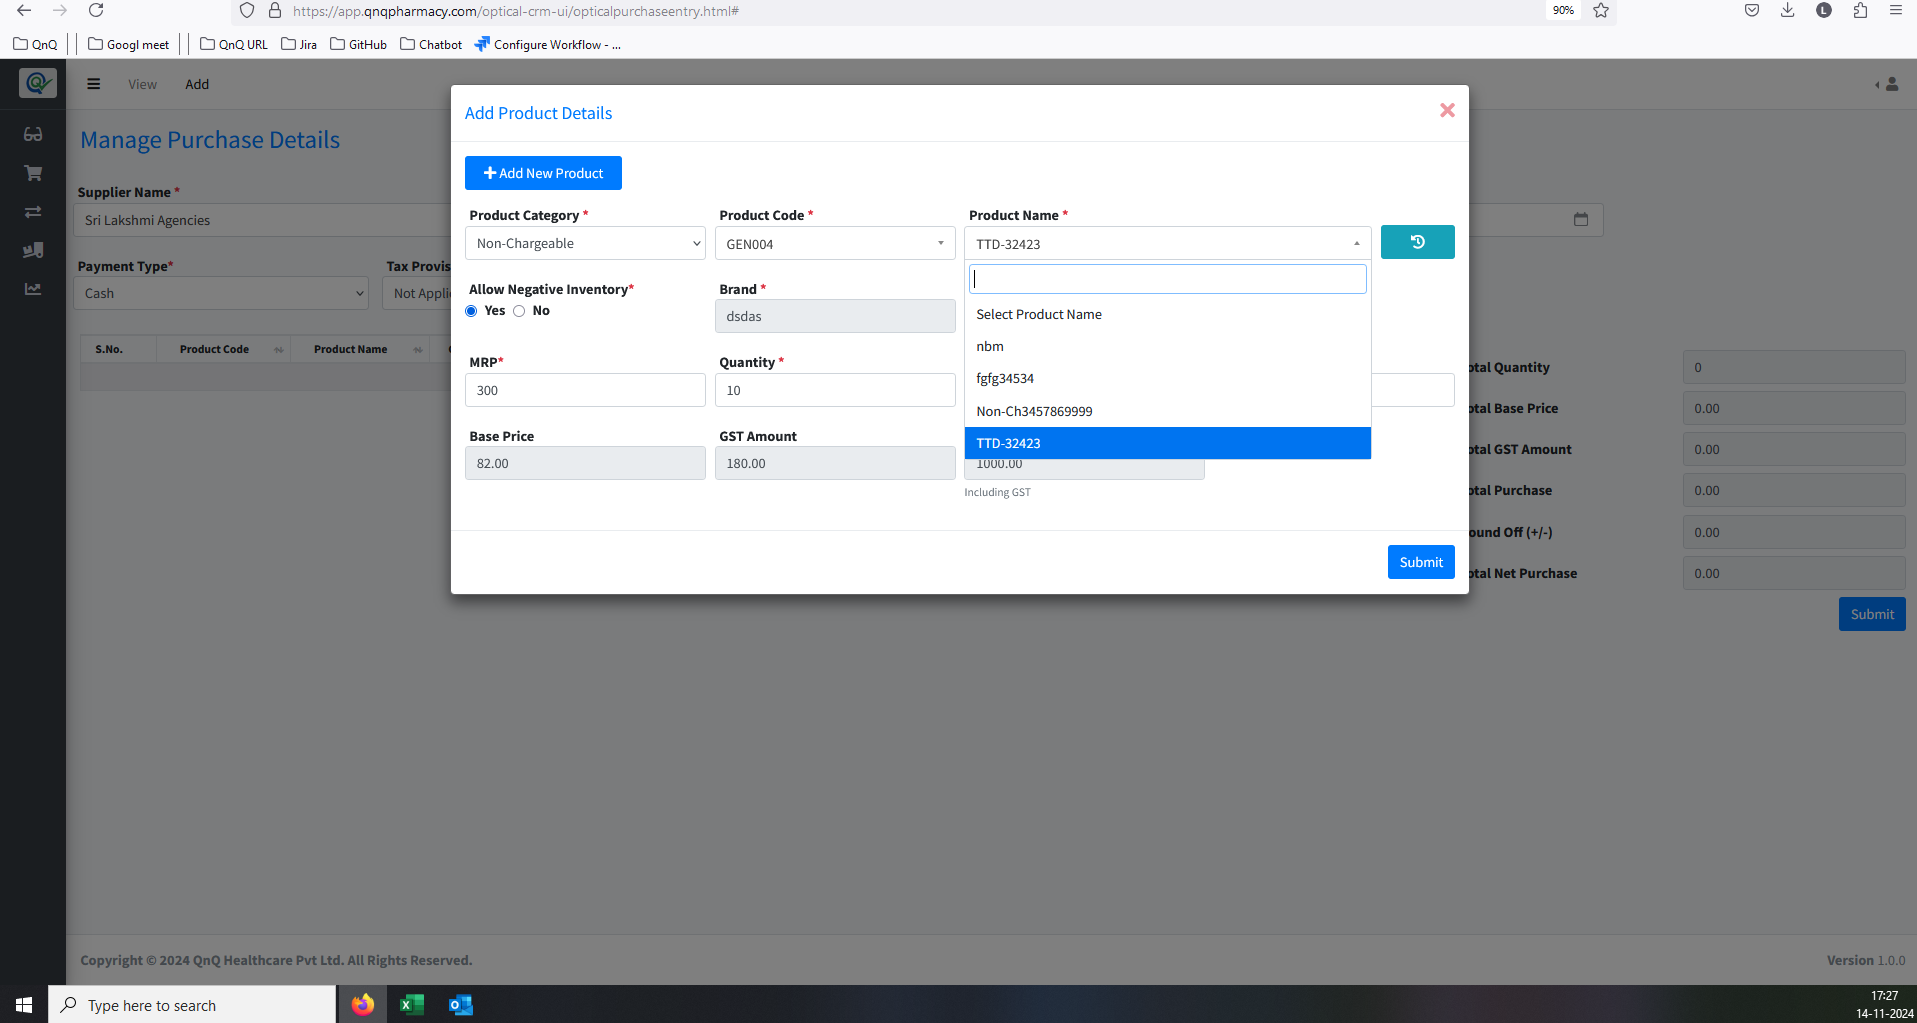 https://app.qnqpharmacy.com/optical-crm-ui/opticalpurchaseentry.html#
90%
L
QnQ
Googl meet
QnQ URL
Jira
GitHub
Chatbot
Configure Workflow - ...
View
Add
Manage Purchase Details
Supplier Name *
Sri Lakshmi Agencies
Payment Type*
Tax Provis
Cash
Not Appli
S.No.
Product Code
Product Name
Add Product Details
Add New Product
Product Category *
Product Code *
Product Name *
Non-Chargeable
GEN004
TTD-32423
Allow Negative Inventory*
Brand *
Yes
No
dsdas
Select Product Name
nbm
fgfg34534
Non-Ch3457869999
TTD-32423
MRP*
Quantity *
300
10
Base Price
GST Amount
82.00
180.00
1000.00
Including GST
Submit
otal Quantity
0
otal Base Price
0.00
otal GST Amount
0.00
otal Purchase
0.00
ound Off (+/-)
0.00
otal Net Purchase
0.00
Submit
Copyright © 2024 QnQ Healthcare Pvt Ltd. All Rights Reserved.
Version 1.0.0
Type here to search
17:27
14-11-2024